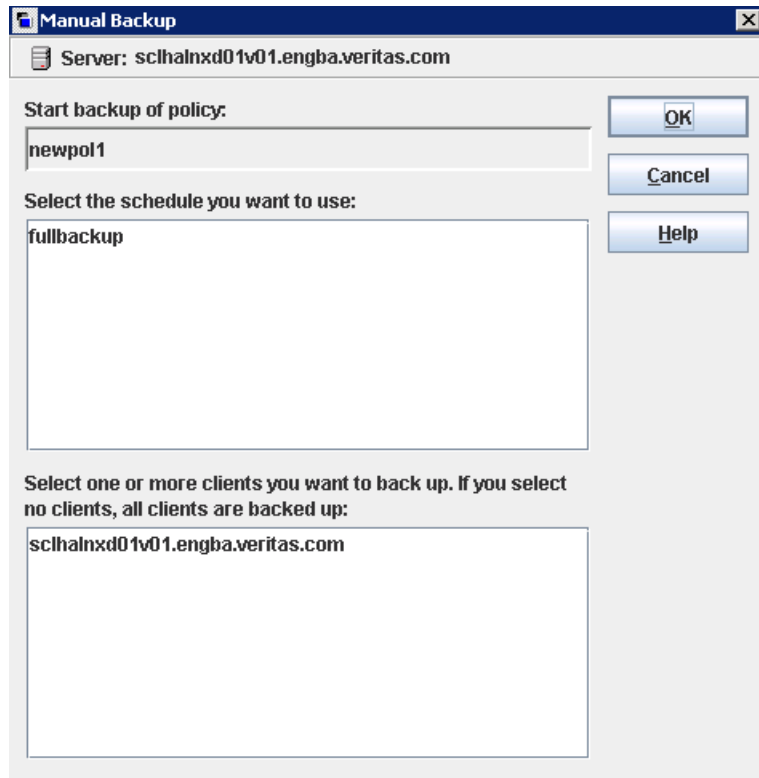 Manual Backup
Server: sclhalnxd01v01.engba.veritas.com
Start backup of policy:
OK
newpol1
Cancel
Select the schedule you want to use:
fullbackup
Help
Select one or more clients you want to back up. If you select
no clients, all clients are backed up:
sclhalnxd01v01.engba.veritas.com